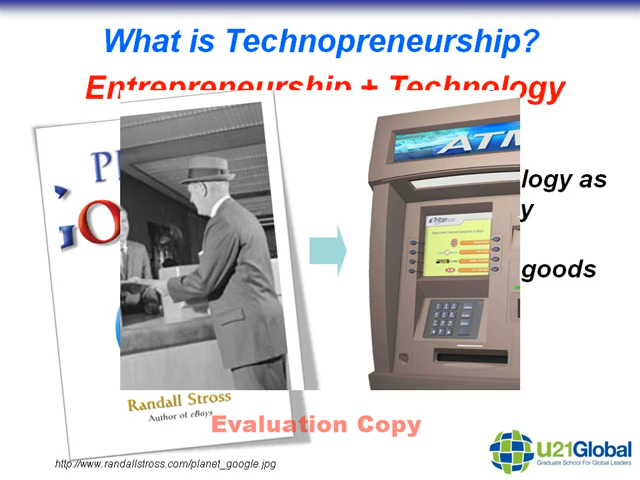 What is Technopreneurship?
Entrepreneurship + Technology
ATM
logy as
y
goods
Randall Stross
Author of eBoys
Evaluation Copy
U21Global
Graduate School For Global Leaders
http://www.randallstross.com/planet_google.jpg